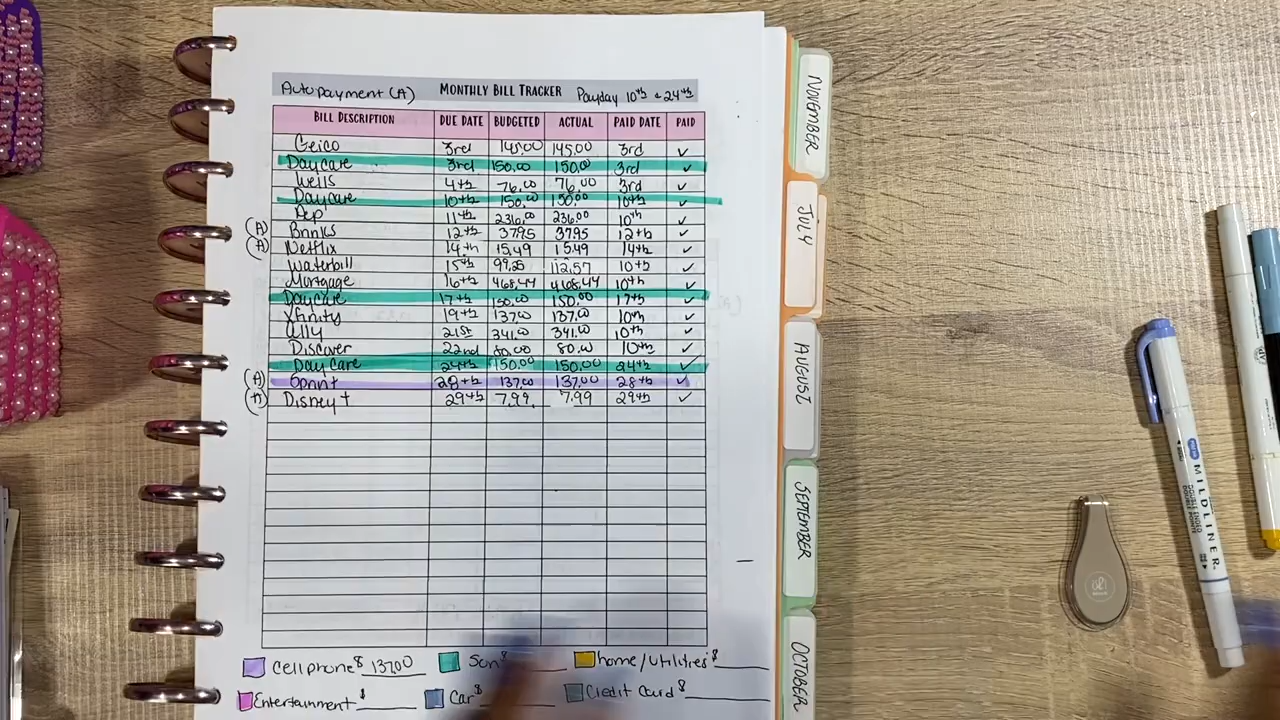 Autopayment (A) MONTHLY BILL TRACKER Payday 10th & 24th
BILL DESCRIPTION DUE DATE BUDGETED ACTUAL PAID DATE PAID
Geico 3rd 145.00 145.00 3rd ✓
Daycare 3rd 150.00 150.00 3rd ✓
Wells 4th 76.00 76.00 3rd ✓
Daycare 10th 150.00 150.00 10th ✓
11th 236.00 236.00 10th ✓
(A) Brinks 12th 37.95 37.95 12th ✓
(A) Netflix 14th 15.49 15.49 14th ✓
Waterbill 15th 99.25 112.57 10th ✓
Mortgage 16th 468.44 468.44 10th ✓
Daycare 17th 150.00 150.00 17th ✓
Xfinity 19th 137.00 137.00 10th ✓
Ally 21st 341.00 341.00 10th ✓
Discover 22nd 80.00 80.00 10th ✓
Daycare 24th 150.00 150.00 24th ✓
(A) Sprint 28th 137.00 137.00 28th ✓
(A) Disney+ 29th 7.99 7.99 29th ✓
Cellphone $ 137.00 Son $ home/utilities $
Entertainment $ Car $ Credit Card $
NOVEMBER
JULY
AUGUST
SEPTEMBER
OCTOBER
MILDLINER
DOUBLE ENDED